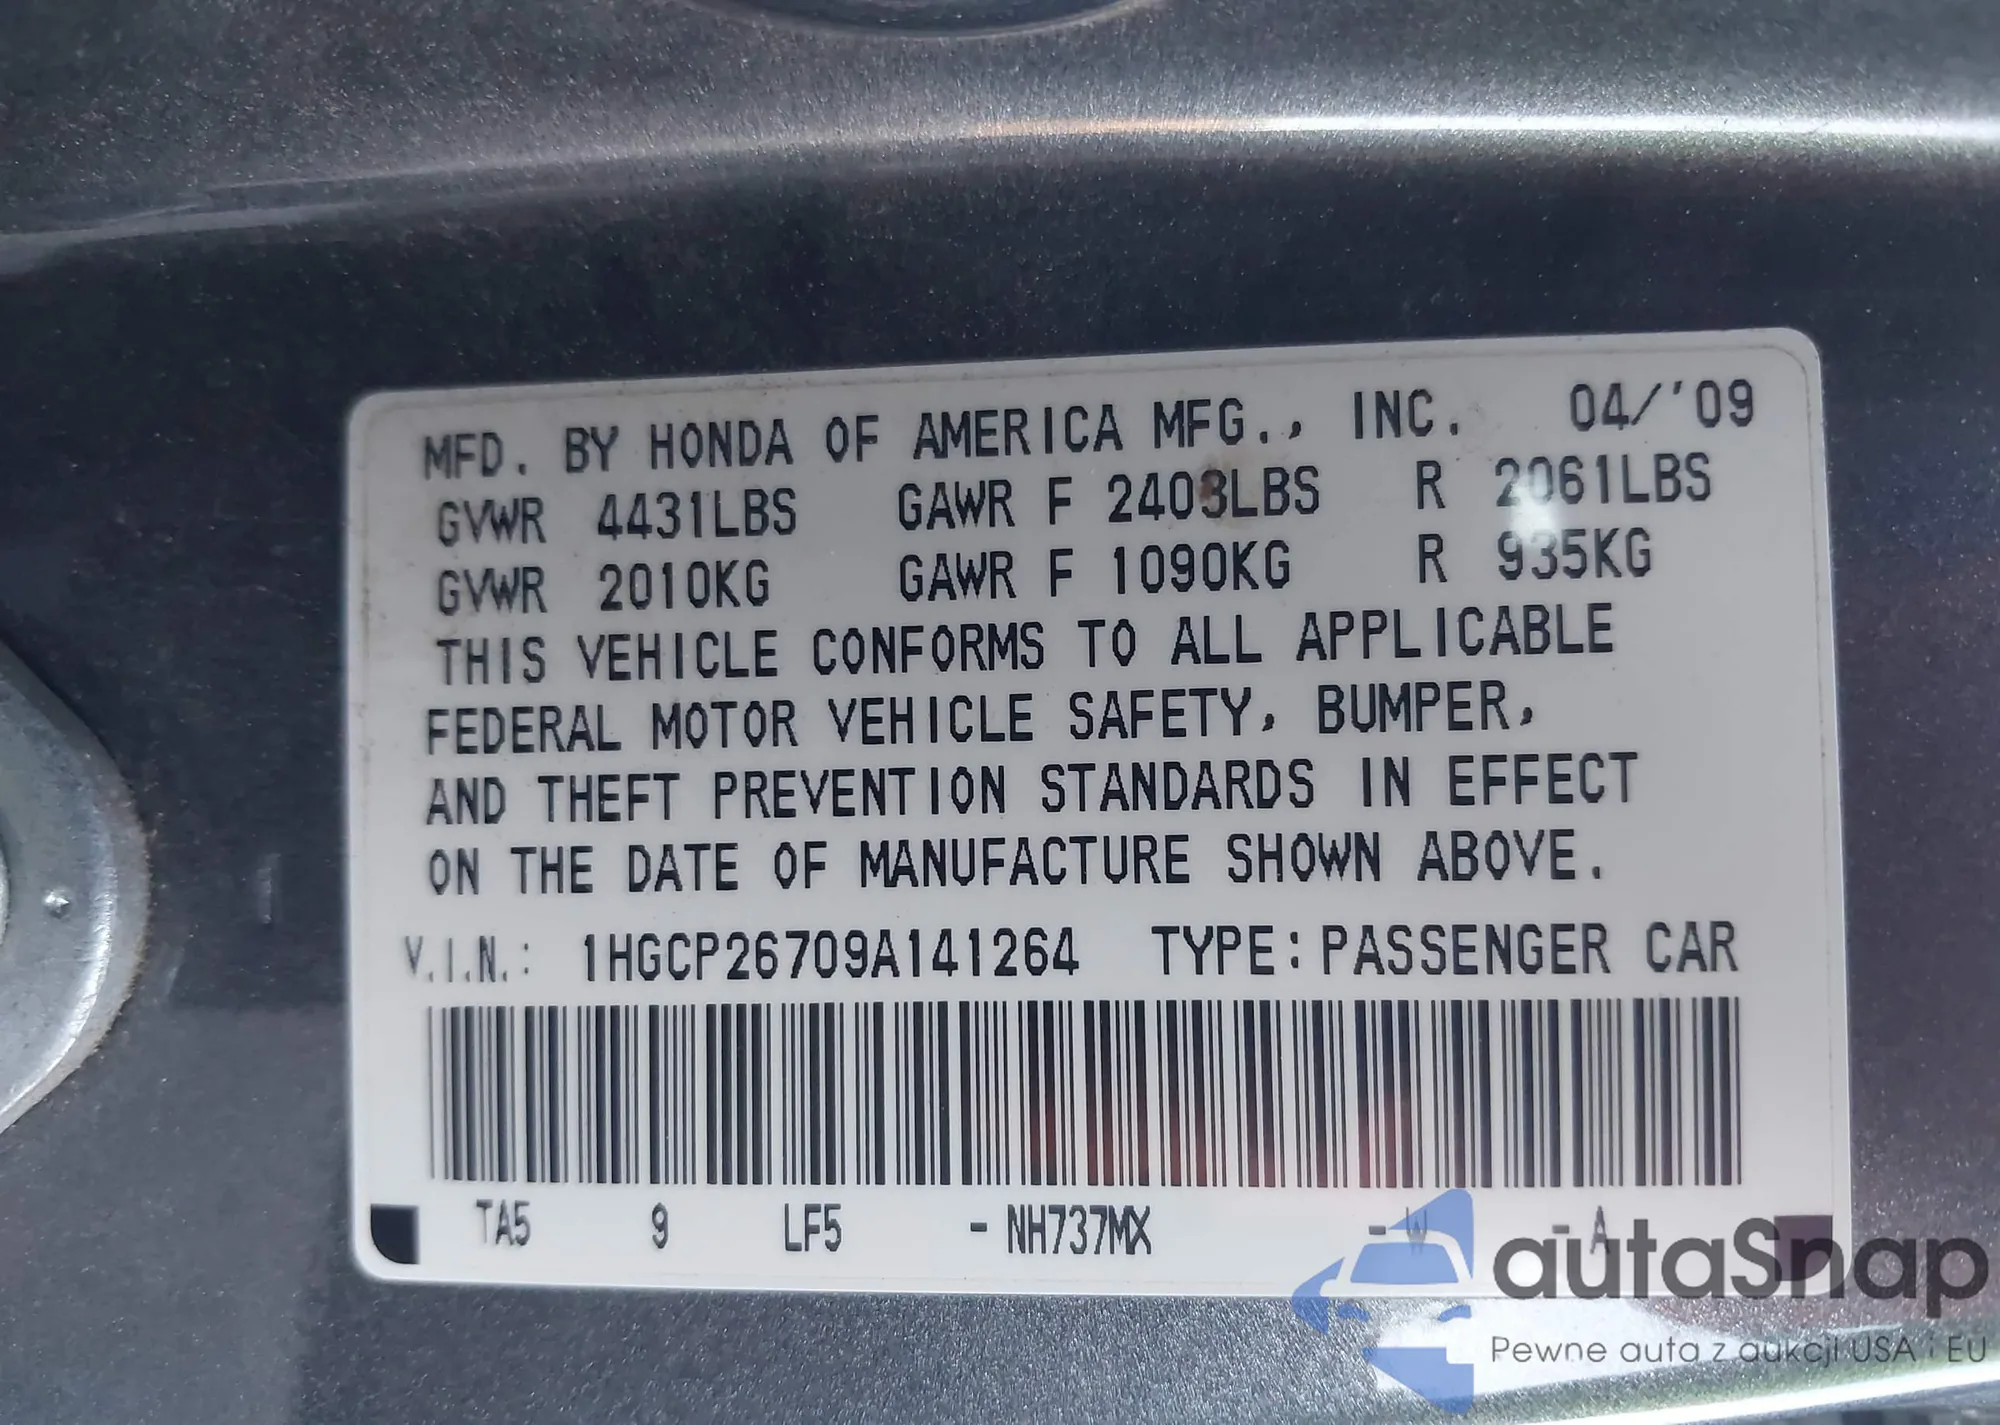 MFD. BY HONDA OF AMERICA MFG., INC. 04/'09
GVWR 4431LBS GAWR F 2403LBS R 2061LBS
GVWR 2010KG GAWR F 1090KG R 935KG
THIS VEHICLE CONFORMS TO ALL APPLICABLE
FEDERAL MOTOR VEHICLE SAFETY, BUMPER,
AND THEFT PREVENTION STANDARDS IN EFFECT
ON THE DATE OF MANUFACTURE SHOWN ABOVE.
V.I.N.: 1HGCP26709A141264 TYPE: PASSENGER CAR
TA5 9 LF5 - NH737MX - W - A
autaSnap
Pewne auta z aukcji USA i EU